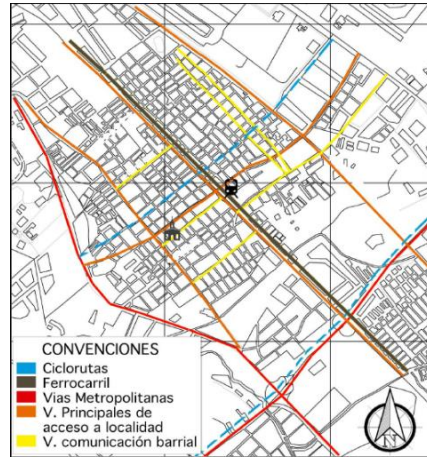 CONVENCIONES
Ciclorutas
Ferrocarril
Vias Metropolitanas
V. Principales de
acceso a localidad
V. comunicación barrial
N